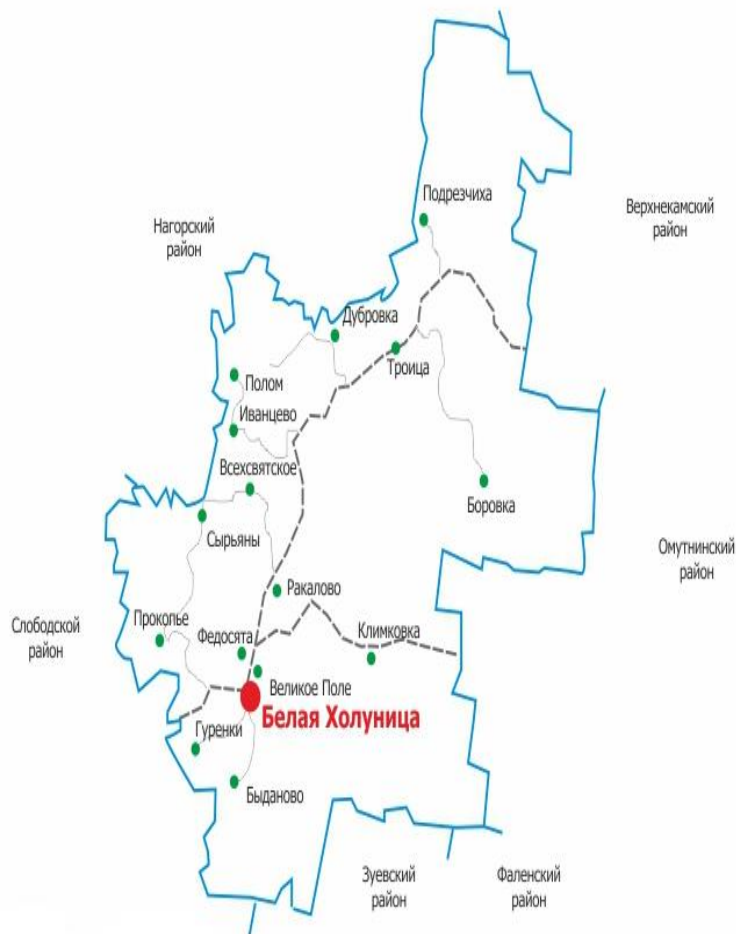 Подрезчиха
Верхнекамский
район
Нагорский
район
Дубровка
Троица
Полом
Иванцево
Всехсвятское
Боровка
Сырьяны
Омутнинский
район
Ракалово
Прокопье
Слободской
район
Федосята
Климковка
Великое Поле
Белая Холуница
Гуренки
Быданово
Зуевский
район
Фаленский
район